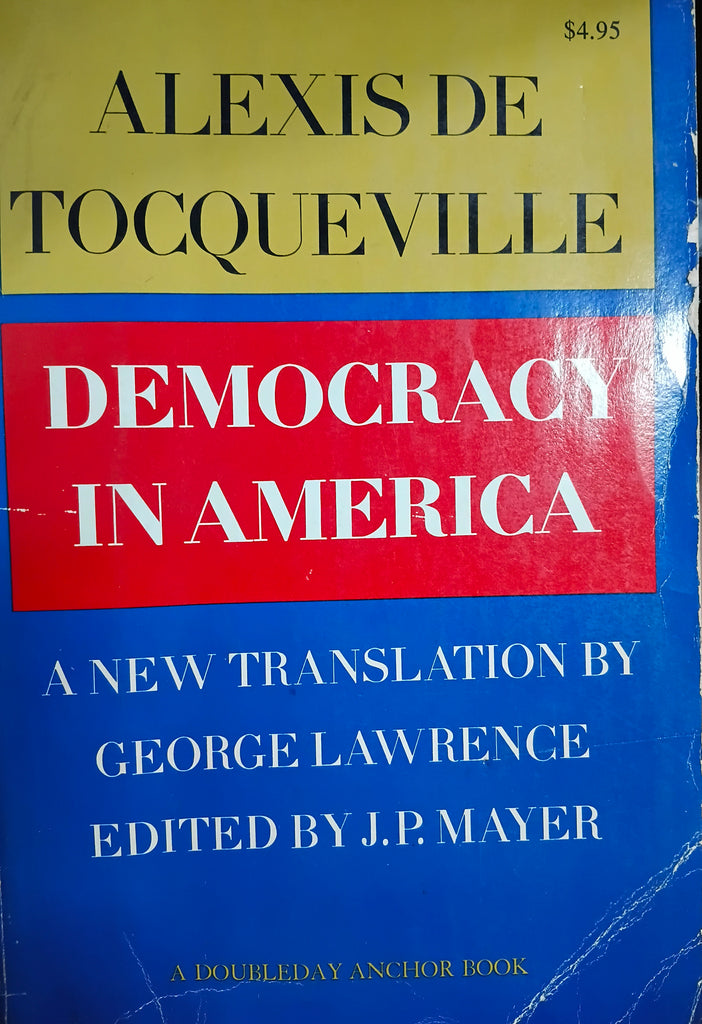 $4.95
ALEXIS DE
TOCQUEVILLE
DEMOCRACY
IN AMERICA
A NEW TRANSLATION BY
GEORGE LAWRENCE
EDITED BY J.P. MAYER
A DOUBLEDAY ANCHOR BOOK